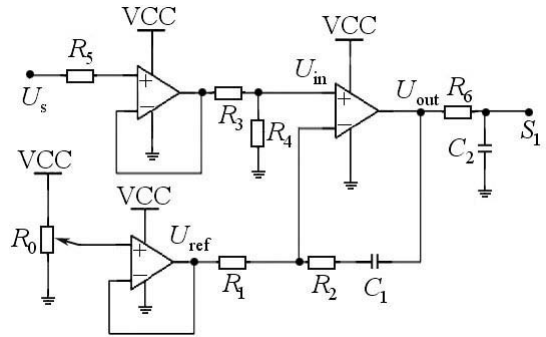 VCC
VCC
R5
Us
R3
Uin
R4
Uout
R6
C2
S1
VCC
VCC
R0
Uref
R1
R2
C1
+
−
+
−
+
−